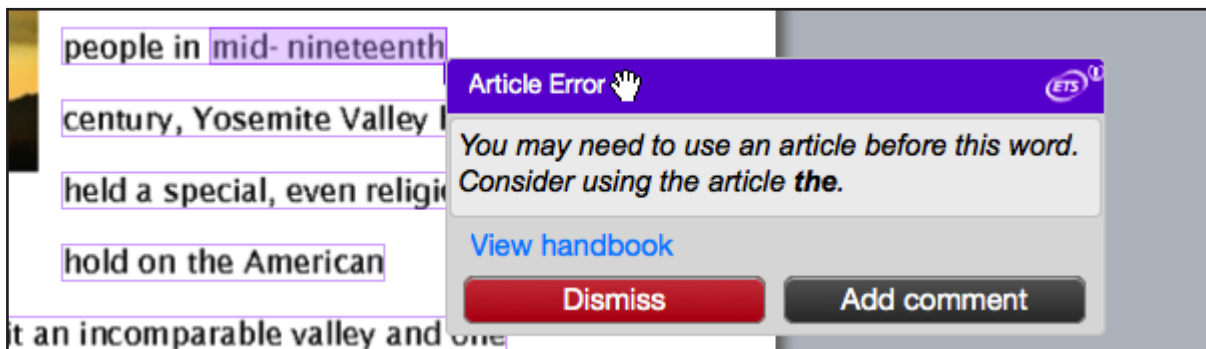 people in mid- nineteenth
century, Yosemite Valley
held a special, even
hold on the American
it an incomparable valley and one
Article Error
ETS
You may need to use an article before this word.
Consider using the article the.
View handbook
Dismiss
Add comment